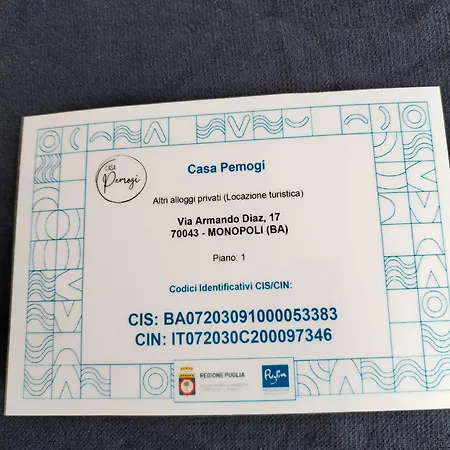 CASA
Pemogi
Casa Pemogi
Altri alloggi privati (Locazione turistica)
Via Armando Diaz, 17
70043 - MONOPOLI (BA)
Piano: 1
Codici Identificativi CIS/CIN:
CIS: BA07203091000053383
CIN: IT072030C200097346
REGIONE PUGLIA
Puglia